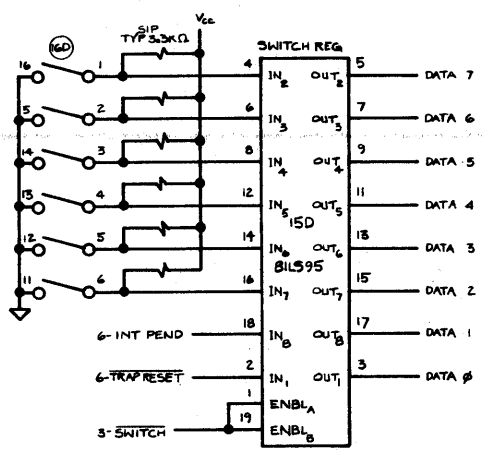 SIP
TYP 3.3KΩ
Vcc
16D
SWITCH REG
16 1 4 IN2 OUT2 5 DATA 7
5 2 6 IN3 OUT3 7 DATA 6
14 3 8 IN4 OUT4 9 DATA 5
13 4 12 IN5 OUT5 11 DATA 4
15D
12 5 14 IN6 OUT6 13 DATA 3
81LS95
11 6 16 IN7 OUT7 15 DATA 2
6-INT PEND 18 IN8 OUT8 17 DATA 1
6-TRAP RESET 2 IN1 OUT1 3 DATA 0
1 ENBLA
3-SWITCH 19 ENBLB